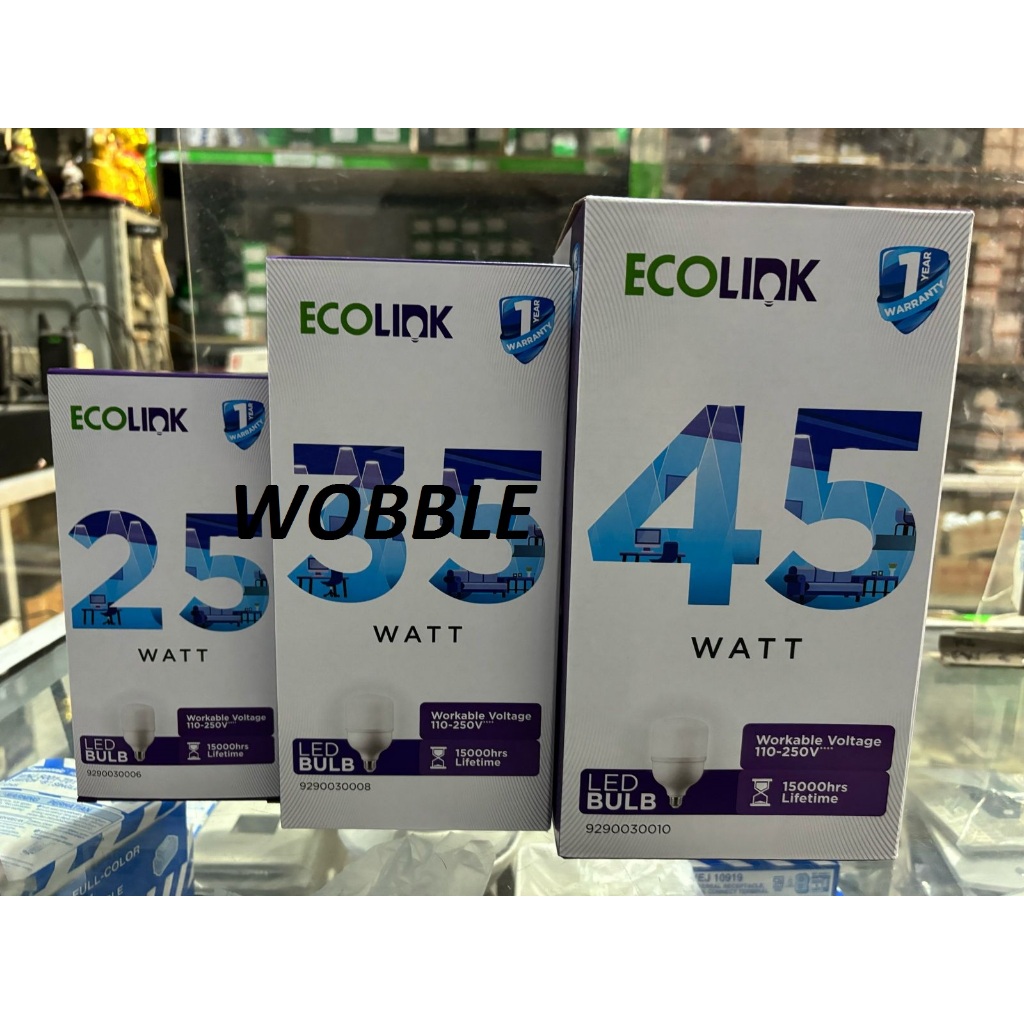 ECOLINK
1 YEAR
WARRANTY
25
WATT
Workable Voltage
110-250V****
LED
BULB
15000hrs
Lifetime
9290030006
ECOLINK
1 YEAR
WARRANTY
35
WATT
Workable Voltage
110-250V****
LED
BULB
15000hrs
Lifetime
9290030008
ECOLINK
1 YEAR
WARRANTY
45
WATT
Workable Voltage
110-250V****
LED
BULB
15000hrs
Lifetime
9290030010
WOBBLE
FULL-COLOR
EJ 10919